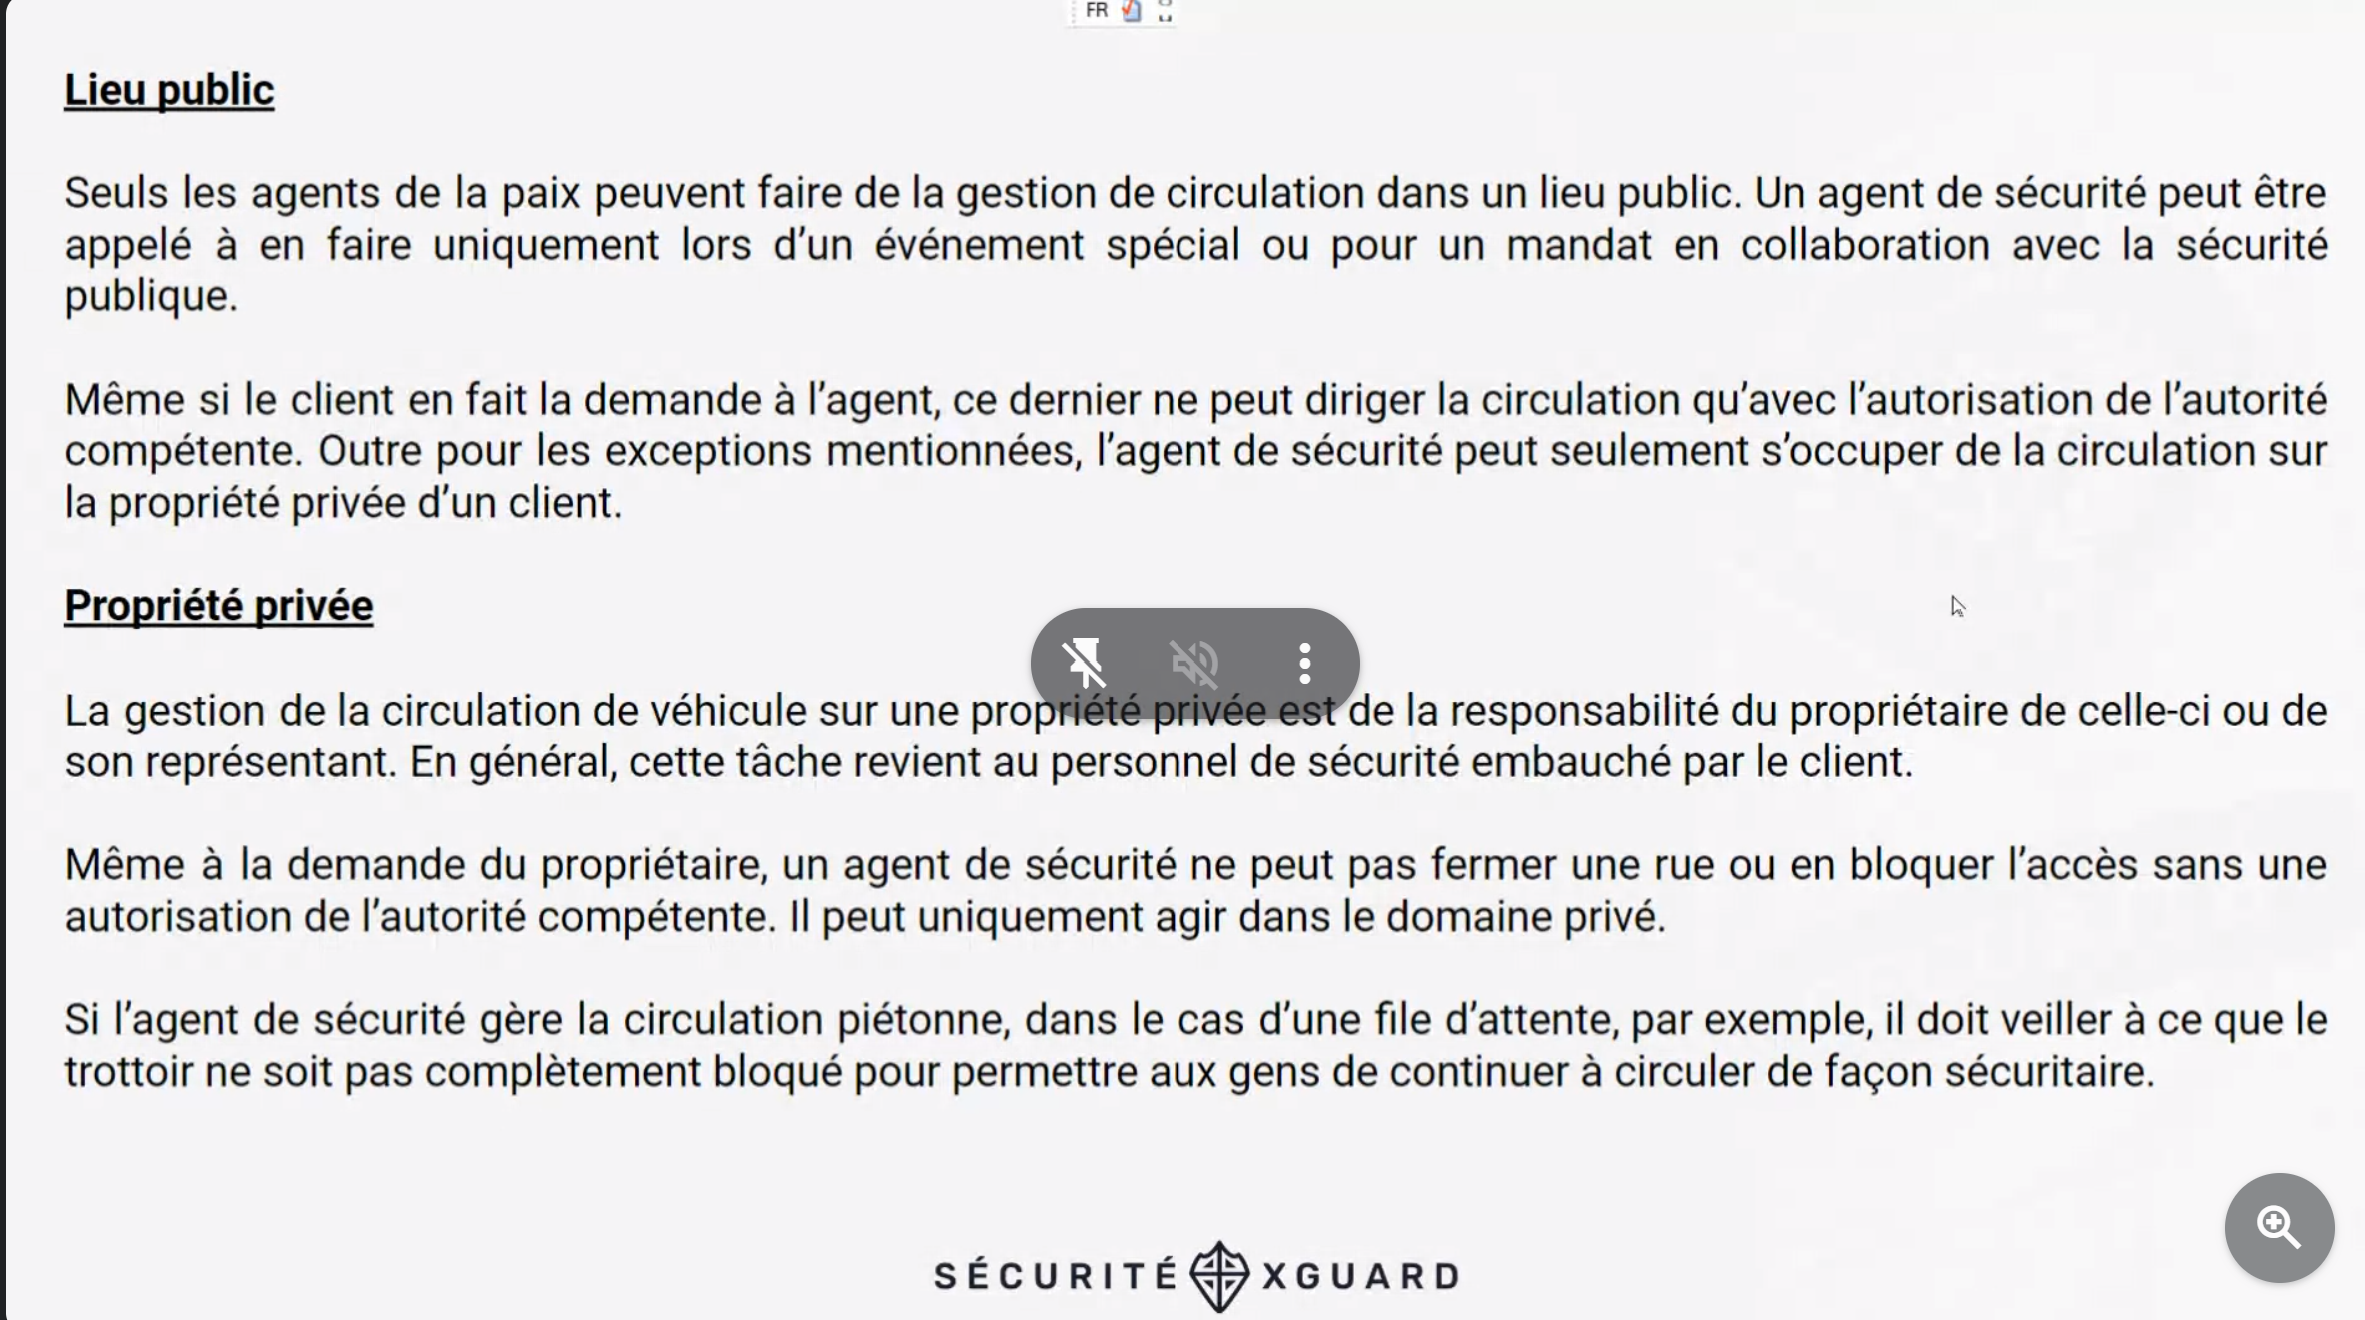 FR
Lieu public
Seuls les agents de la paix peuvent faire de la gestion de circulation dans un lieu public. Un agent de sécurité peut être
appelé à en faire uniquement lors d’un événement spécial ou pour un mandat en collaboration avec la sécurité
publique.
Même si le client en fait la demande à l’agent, ce dernier ne peut diriger la circulation qu’avec l’autorisation de l’autorité
compétente. Outre pour les exceptions mentionnées, l’agent de sécurité peut seulement s’occuper de la circulation sur
la propriété privée d’un client.
Propriété privée
La gestion de la circulation de véhicule sur une propriété privée est de la responsabilité du propriétaire de celle-ci ou de
son représentant. En général, cette tâche revient au personnel de sécurité embauché par le client.
Même à la demande du propriétaire, un agent de sécurité ne peut pas fermer une rue ou en bloquer l’accès sans une
autorisation de l’autorité compétente. Il peut uniquement agir dans le domaine privé.
Si l’agent de sécurité gère la circulation piétonne, dans le cas d’une file d’attente, par exemple, il doit veiller à ce que le
trottoir ne soit pas complètement bloqué pour permettre aux gens de continuer à circuler de façon sécuritaire.
SÉCURITÉ XGUARD